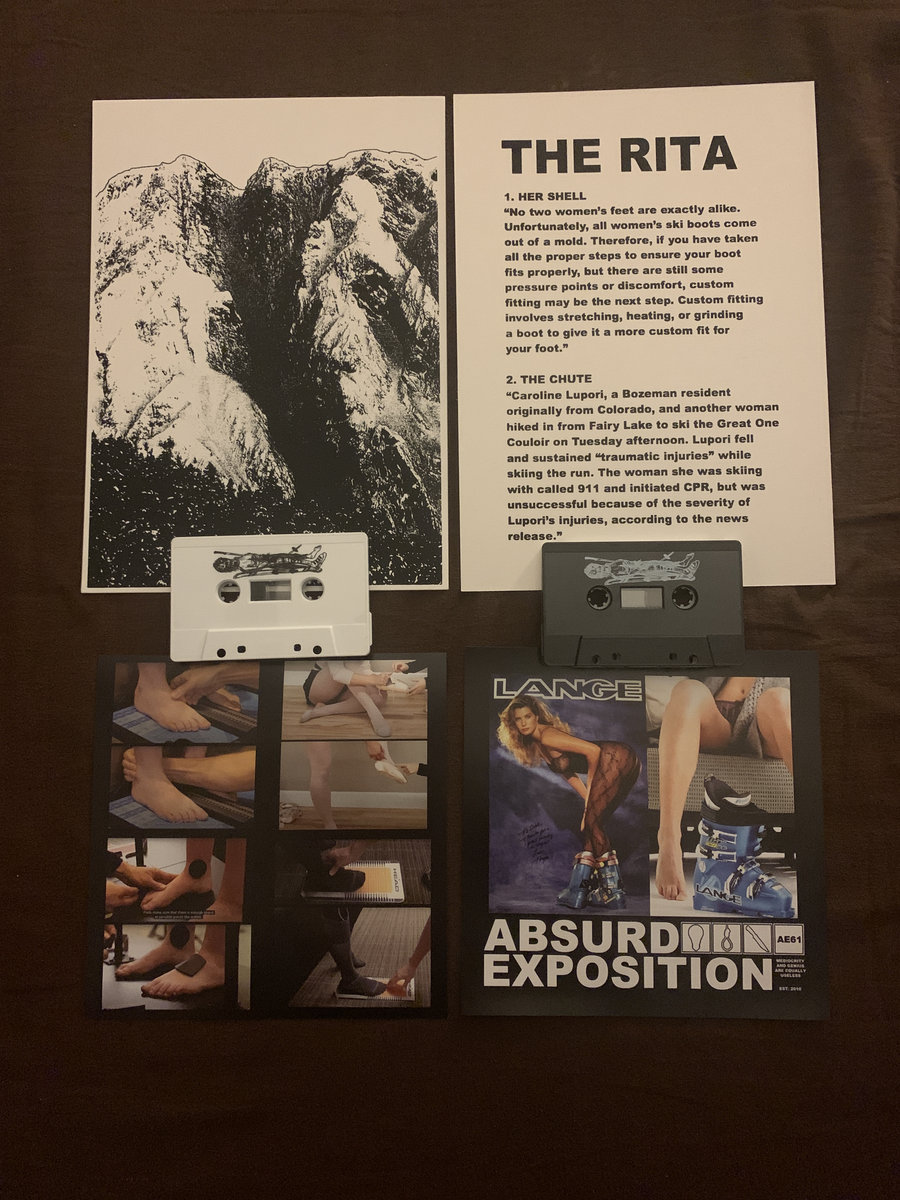 THE RITA
1. HER SHELL
“No two women’s feet are exactly alike.
Unfortunately, all women’s ski boots come
out of a mold. Therefore, if you have taken
all the proper steps to ensure your boot
fits properly, but there are still some
pressure points or discomfort, custom
fitting may be the next step. Custom fitting
involves stretching, heating, or grinding
a boot to give it a more custom fit for
your foot.”
2. THE CHUTE
“Caroline Lupori, a Bozeman resident
originally from Colorado, and another woman
hiked in from Fairy Lake to ski the Great One
Couloir on Tuesday afternoon. Lupori fell
and sustained “traumatic injuries” while
skiing the run. The woman she was skiing
with called 911 and initiated CPR, but was
unsuccessful because of the severity of
Lupori’s injuries, according to the news
release.”
HEAD
LANGE
LANGE
ABSURD
EXPOSITION
AE61
MEDIOCRITY
AND GENIUS
ARE EQUALLY
USELESS
EST. 2010